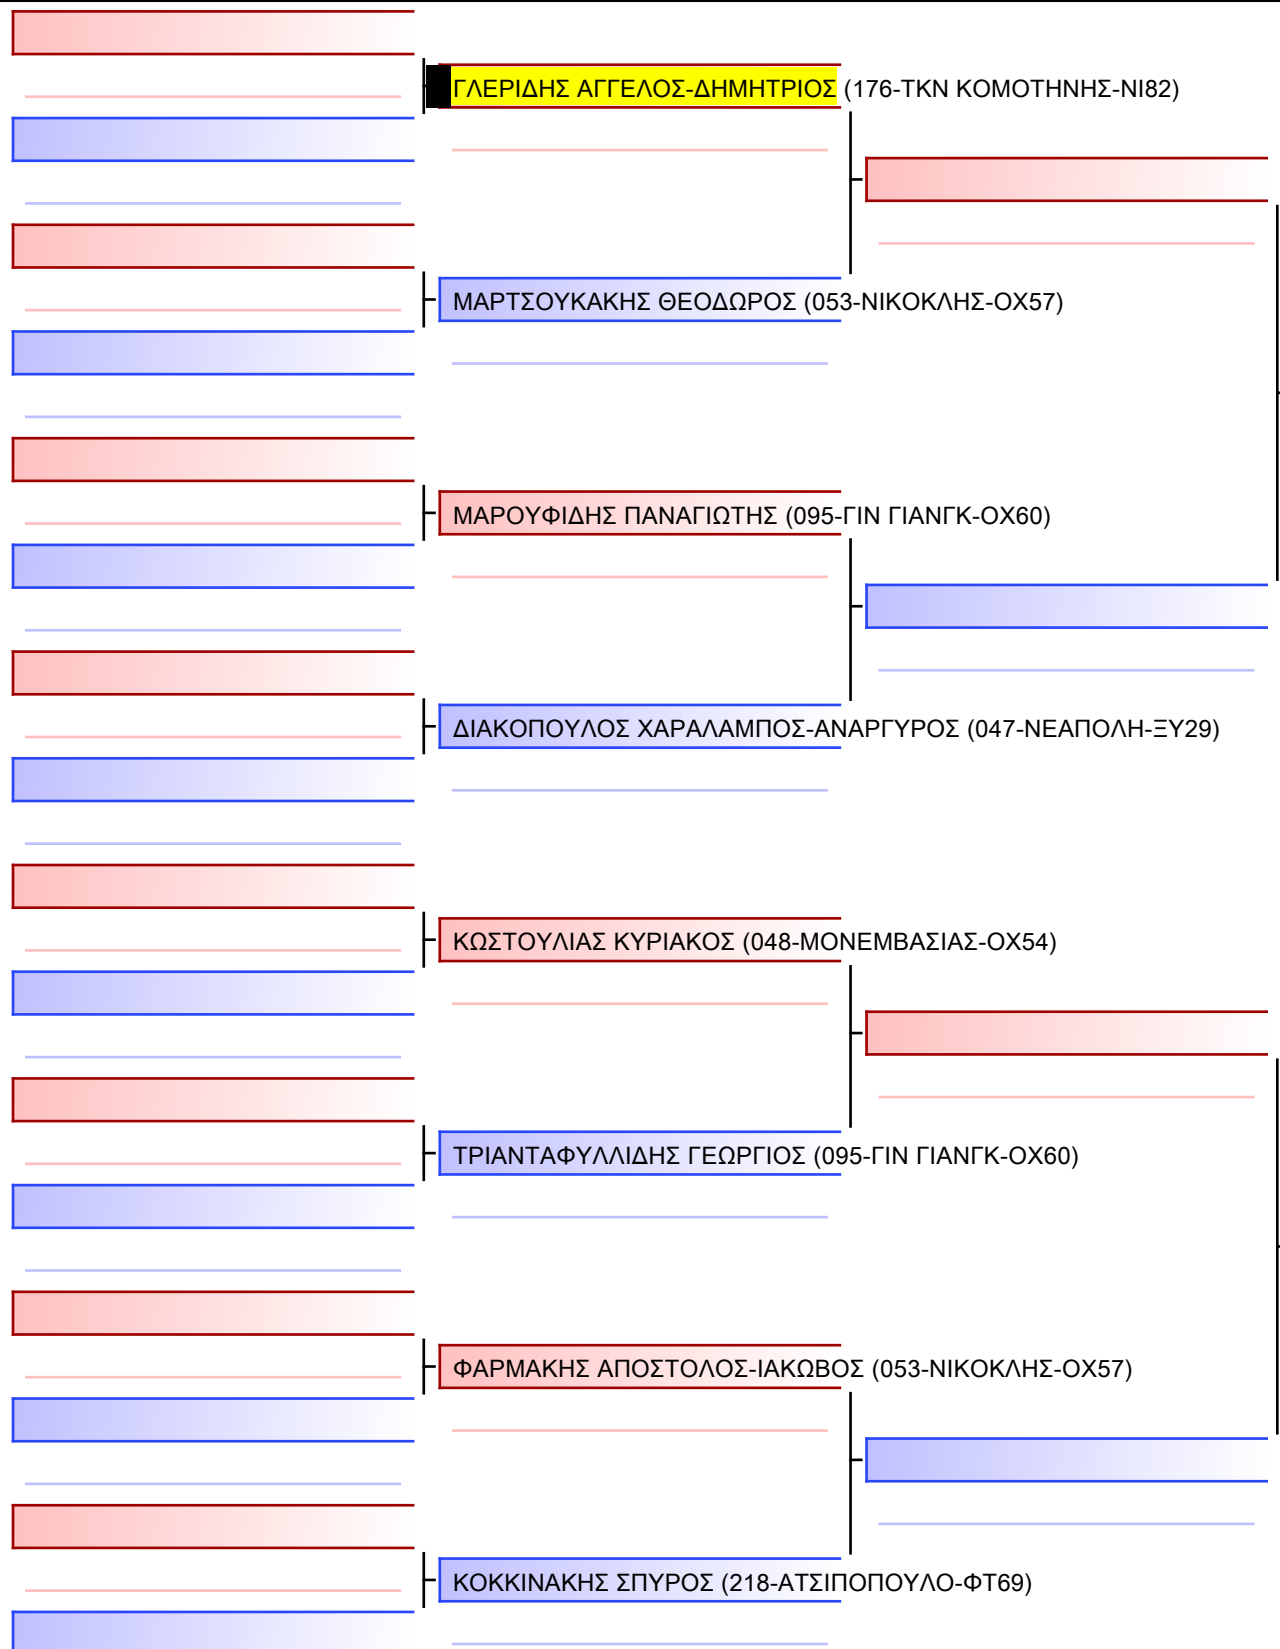 ΓΛΕΡΙΔΗΣ ΑΓΓΕΛΟΣ-ΔΗΜΗΤΡΙΟΣ (176-ΤΚΝ ΚΟΜΟΤΗΝΗΣ-ΝΙ82)
ΜΑΡΤΣΟΥΚΑΚΗΣ ΘΕΟΔΩΡΟΣ (053-ΝΙΚΟΚΛΗΣ-ΟΧ57)
ΜΑΡΟΥΦΙΔΗΣ ΠΑΝΑΓΙΩΤΗΣ (095-ΓΙΝ ΓΙΑΝΓΚ-ΟΧ60)
ΔΙΑΚΟΠΟΥΛΟΣ ΧΑΡΑΛΑΜΠΟΣ-ΑΝΑΡΓΥΡΟΣ (047-ΝΕΑΠΟΛΗ-ΞΥ29)
ΚΩΣΤΟΥΛΙΑΣ ΚΥΡΙΑΚΟΣ (048-ΜΟΝΕΜΒΑΣΙΑΣ-ΟΧ54)
ΤΡΙΑΝΤΑΦΥΛΛΙΔΗΣ ΓΕΩΡΓΙΟΣ (095-ΓΙΝ ΓΙΑΝΓΚ-ΟΧ60)
ΦΑΡΜΑΚΗΣ ΑΠΟΣΤΟΛΟΣ-ΙΑΚΩΒΟΣ (053-ΝΙΚΟΚΛΗΣ-ΟΧ57)
ΚΟΚΚΙΝΑΚΗΣ ΣΠΥΡΟΣ (218-ΑΤΣΙΠΟΠΟΥΛΟ-ΦΤ69)